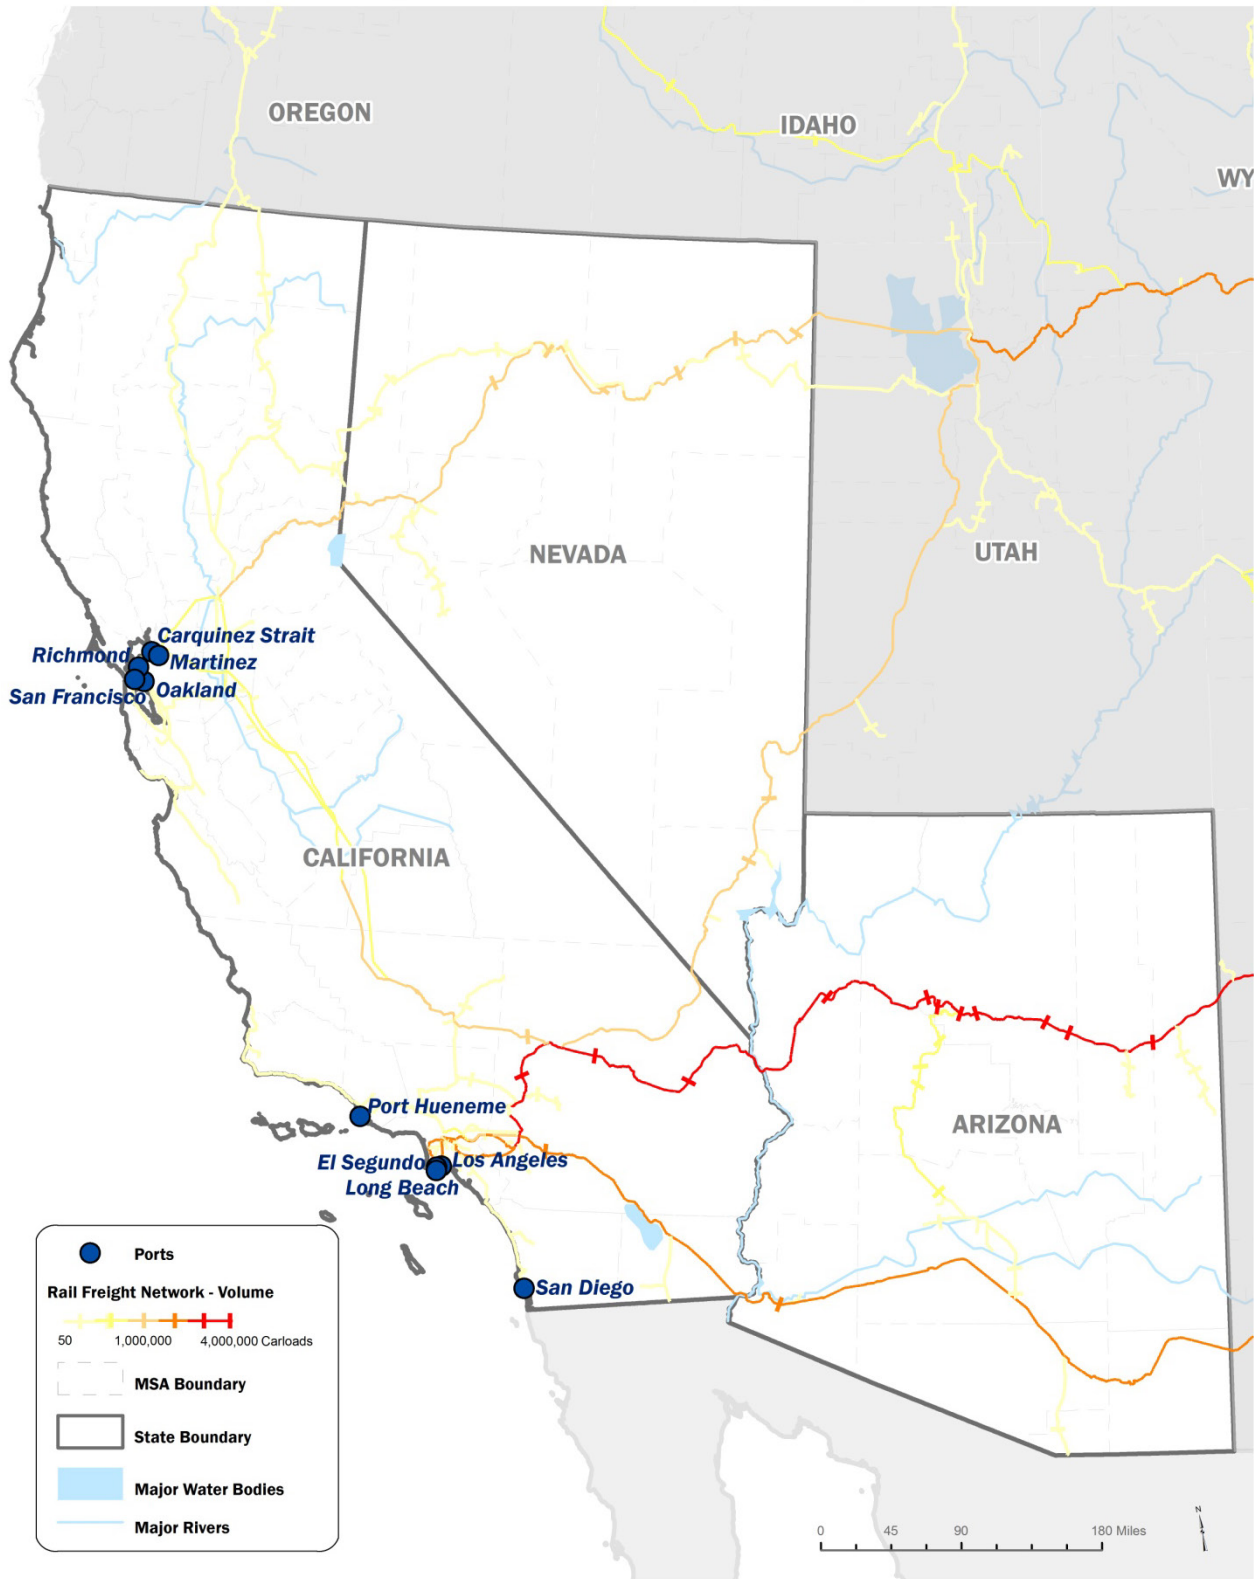 OREGON
IDAHO
WY
NEVADA
UTAH
Carquinez Strait
Richmond
Martinez
San Francisco
Oakland
CALIFORNIA
Port Hueneme
ARIZONA
El Segundo
Los Angeles
Long Beach
San Diego
Ports
Rail Freight Network - Volume
50 1,000,000 4,000,000 Carloads
MSA Boundary
State Boundary
Major Water Bodies
Major Rivers
N
0 45 90 180 Miles